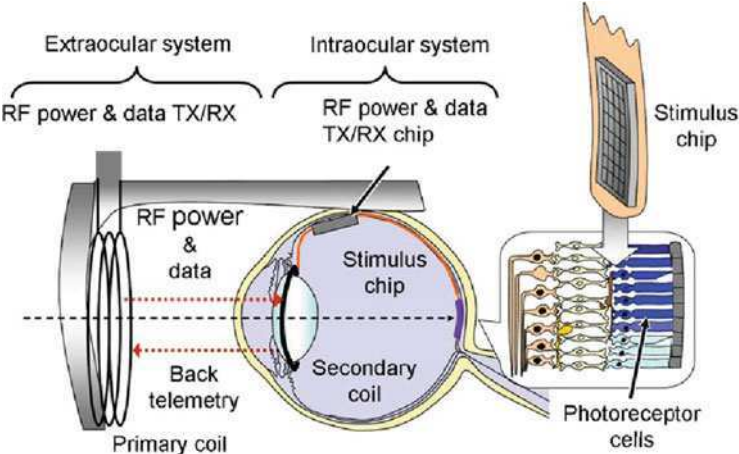 Extraocular system
Intraocular system
RF power & data TX/RX
RF power & data
TX/RX chip
Stimulus
chip
RF power
&
data
Stimulus
chip
Back
telemetry
Secondary
coil
Primary coil
Photoreceptor
cells